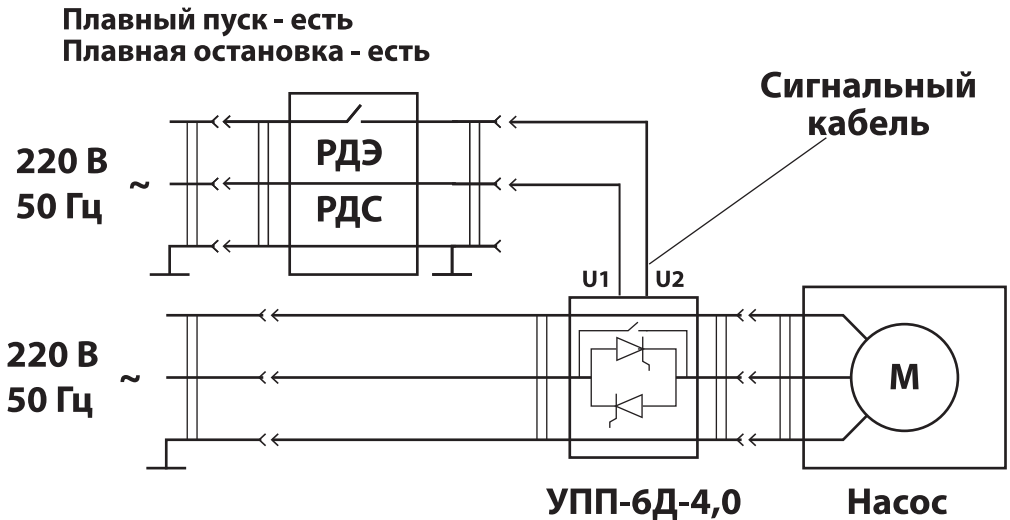 Плавный пуск - есть
Плавная остановка - есть
Сигнальный
кабель
220 В
50 Гц
~
РДЭ
РДС
U1
U2
220 В
50 Гц
~
М
УПП-6Д-4,0
Насос